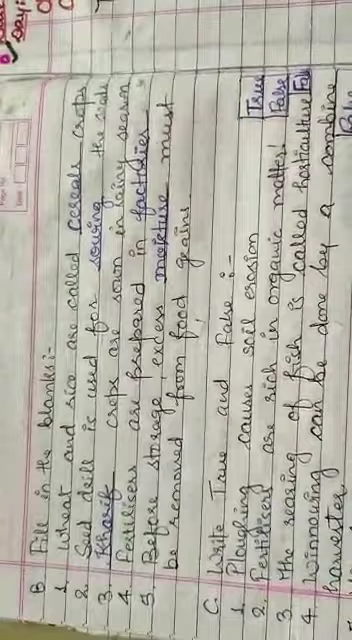 B. Fill in the blanks:-
1. Wheat and rice are called cereals crops
2. Seed drill is used for sowing the seeds
3. Kharif crops are sown in rainy season
4. Fertilizers are prepared in factories.
5. Before storage, excess moisture must
be removed from food grains.
C. Write True and False :-
1. Ploughing causes soil erosion True
2. Fertilizers are rich in organic matter! False
3. The rearing of fish is called horticulture Fal
4. Winnowing can be done by a combine
harvester. False